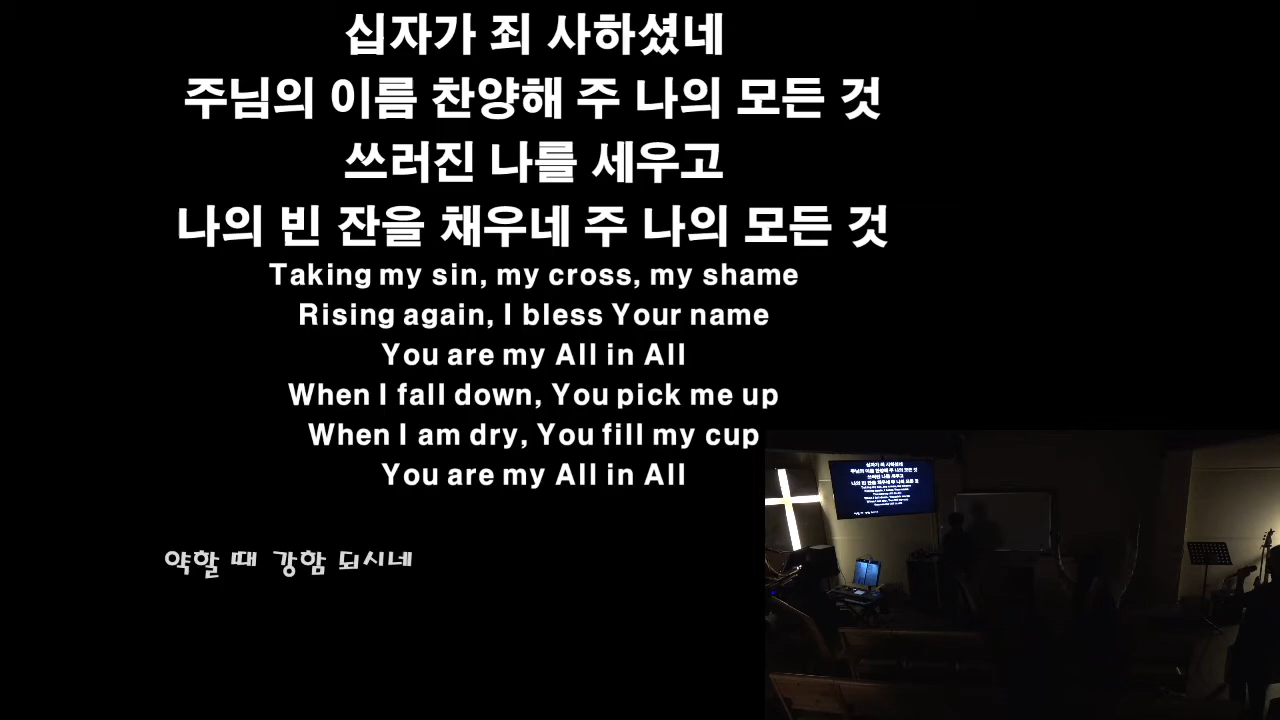 십자가 죄 사하셨네
주님의 이름 찬양해 주 나의 모든 것
쓰러진 나를 세우고
나의 빈 잔을 채우네 주 나의 모든 것
Taking my sin, my cross, my shame
Rising again, I bless Your name
You are my All in All
When I fall down, You pick me up
When I am dry, You fill my cup
You are my All in All
약할 때 강함 되시네